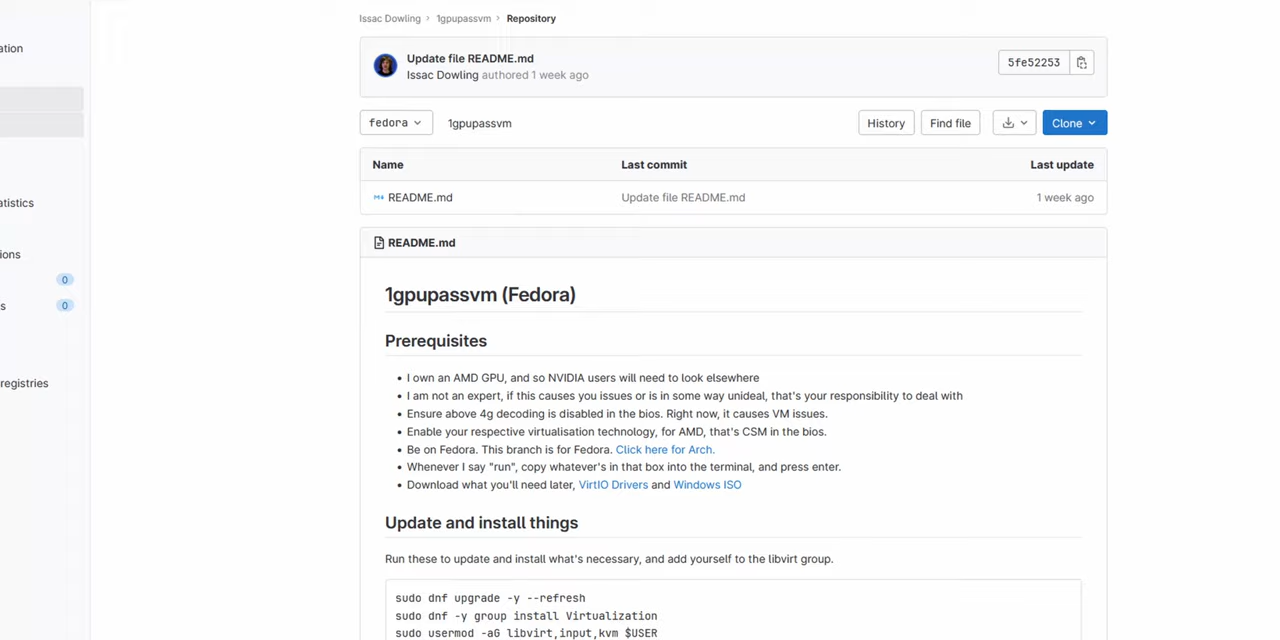 Issac Dowling › 1gpupassvm › Repository
ation
Update file README.md
5fe52253
Issac Dowling authored 1 week ago
fedora
1gpupassvm
History
Find file
Clone
Name
Last commit
Last update
README.md
Update file README.md
1 week ago
atistics
README.md
ions
0
s
0
registries
1gpupassvm (Fedora)
Prerequisites
• I own an AMD GPU, and so NVIDIA users will need to look elsewhere
• I am not an expert, if this causes you issues or is in some way unideal, that's your responsibility to deal with
• Ensure above 4g decoding is disabled in the bios. Right now, it causes VM issues.
• Enable your respective virtualisation technology, for AMD, that's CSM in the bios.
• Be on Fedora. This branch is for Fedora. Click here for Arch.
• Whenever I say "run", copy whatever's in that box into the terminal, and press enter.
• Download what you'll need later, VirtIO Drivers and Windows ISO
Update and install things
Run these to update and install what's necessary, and add yourself to the libvirt group.
sudo dnf upgrade -y --refresh
sudo dnf -y group install Virtualization
sudo usermod -aG libvirt,input,kvm $USER